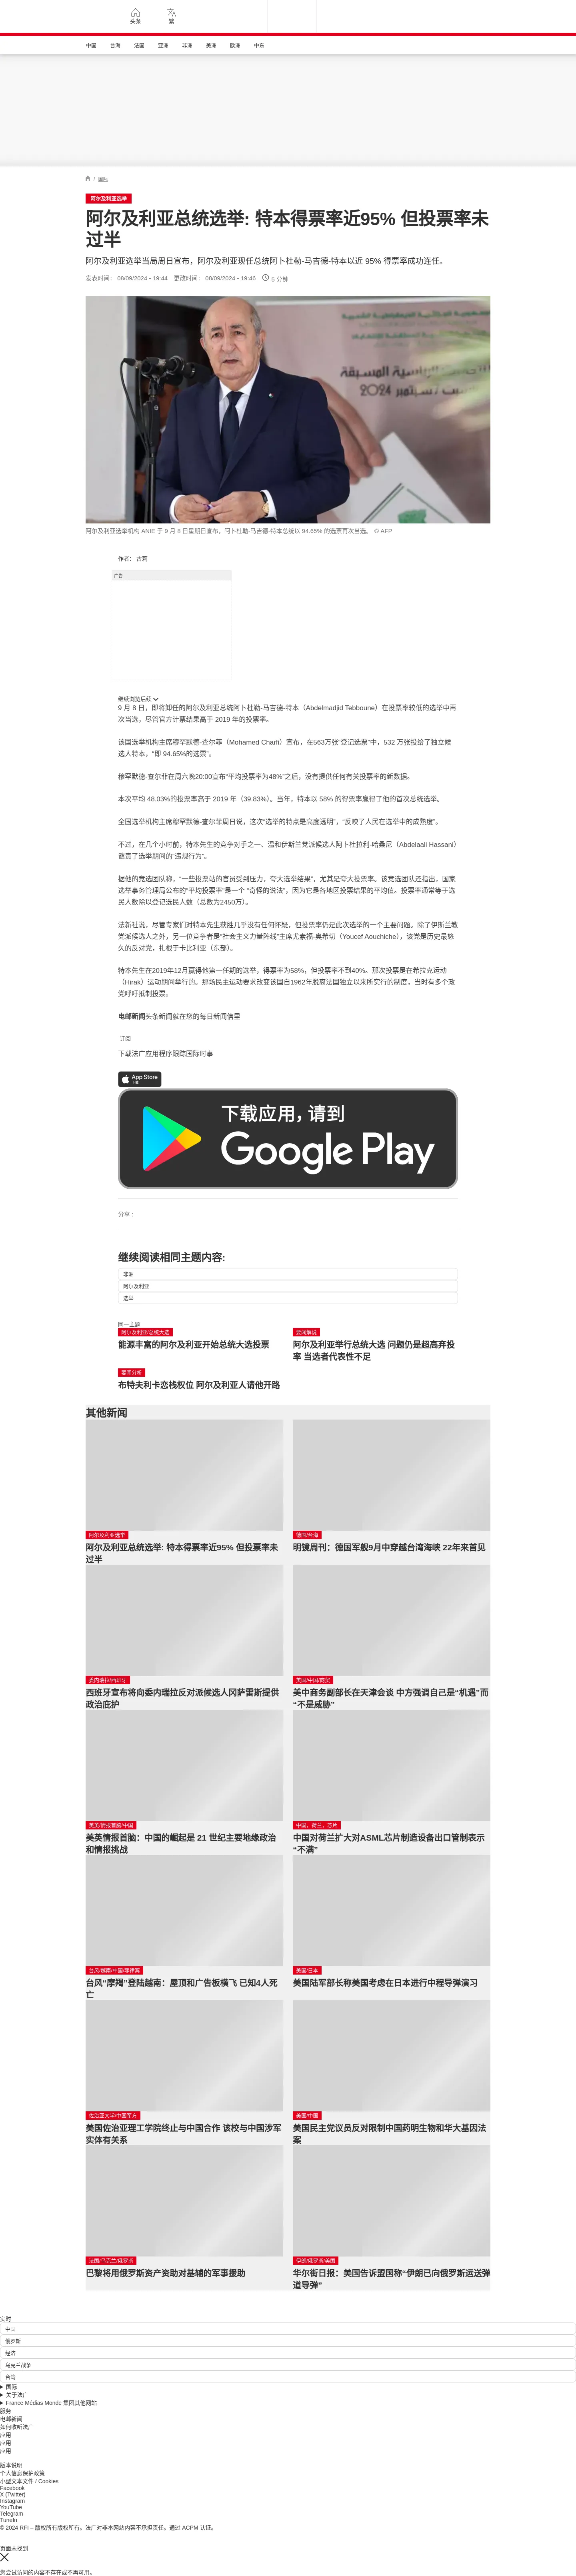 头条
繁
中国
台海
法国
亚洲
非洲
美洲
欧洲
中东
/ 国际
阿尔及利亚选举
阿尔及利亚总统选举: 特本得票率近95% 但投票率未
过半
阿尔及利亚选举当局周日宣布，阿尔及利亚现任总统阿卜杜勒-马吉德-特本以近 95% 得票率成功连任。
发表时间： 08/09/2024 - 19:44 更改时间： 08/09/2024 - 19:46 5 分钟
2024
阿尔及利亚选举机构 ANIE 于 9 月 8 日星期日宣布，阿卜杜勒-马吉德-特本总统以 94.65% 的选票再次当选。 © AFP
作者： 古莉
广告
继续浏览后续
9 月 8 日，即将卸任的阿尔及利亚总统阿卜杜勒-马吉德-特本（Abdelmadjid Tebboune）在投票率较低的选举中再
次当选，尽管官方计票结果高于 2019 年的投票率。
该国选举机构主席穆罕默德-查尔菲（Mohamed Charfi）宣布，在563万张“登记选票”中，532 万张投给了独立候
选人特本，“即 94.65%的选票”。
穆罕默德-查尔菲在周六晚20:00宣布“平均投票率为48%”之后，没有提供任何有关投票率的新数据。
本次平均 48.03%的投票率高于 2019 年（39.83%）。当年，特本以 58% 的得票率赢得了他的首次总统选举。
全国选举机构主席穆罕默德-查尔菲周日说，这次“选举的特点是高度透明”，“反映了人民在选举中的成熟度”。
不过，在几个小时前，特本先生的竞争对手之一、温和伊斯兰党派候选人阿卜杜拉利-哈桑尼（Abdelaali Hassani）
谴责了选举期间的“违规行为”。
据他的竞选团队称，“一些投票站的官员受到压力，夸大选举结果”，尤其是夸大投票率。该竞选团队还指出，国家
选举事务管理局公布的“平均投票率”是一个 “奇怪的说法”，因为它是各地区投票结果的平均值。投票率通常等于选
民人数除以登记选民人数（总数为2450万）。
法新社说，尽管专家们对特本先生获胜几乎没有任何怀疑，但投票率仍是此次选举的一个主要问题。除了伊斯兰教
党派候选人之外，另一位竞争者是“社会主义力量阵线”主席尤素福-奥希切（Youcef Aouchiche），该党是历史最悠
久的反对党，扎根于卡比利亚（东部）。
特本先生在2019年12月赢得他第一任期的选举，得票率为58%，但投票率不到40%。那次投票是在希拉克运动
（Hirak）运动期间举行的。那场民主运动要求改变该国自1962年脱离法国独立以来所实行的制度，当时有多个政
党呼吁抵制投票。
电邮新闻头条新闻就在您的每日新闻信里
订阅
下载法广应用程序跟踪国际时事
App Store
下载
下载应用，请到
Google Play
分享 :
继续阅读相同主题内容:
非洲
阿尔及利亚
选举
同一主题
阿尔及利亚/总统大选
能源丰富的阿尔及利亚开始总统大选投票
要闻解说
阿尔及利亚举行总统大选 问题仍是超高弃投
率 当选者代表性不足
要闻分析
布特夫利卡恋栈权位 阿尔及利亚人请他开路
其他新闻
阿尔及利亚选举
阿尔及利亚总统选举: 特本得票率近95% 但投票率未
过半
德国/台海
明镜周刊：德国军舰9月中穿越台湾海峡 22年来首见
委内瑞拉/西班牙
西班牙宣布将向委内瑞拉反对派候选人冈萨雷斯提供
政治庇护
美国/中国/商贸
美中商务副部长在天津会谈 中方强调自己是“机遇”而
“不是威胁”
美英/情报首脑/中国
美英情报首脑：中国的崛起是 21 世纪主要地缘政治
和情报挑战
中国、荷兰、芯片
中国对荷兰扩大对ASML芯片制造设备出口管制表示
“不满”
台风/越南/中国/菲律宾
台风“摩羯”登陆越南：屋顶和广告板横飞 已知4人死
亡
美国/日本
美国陆军部长称美国考虑在日本进行中程导弹演习
佐治亚大学/中国军方
美国佐治亚理工学院终止与中国合作 该校与中国涉军
实体有关系
美国/中国
美国民主党议员反对限制中国药明生物和华大基因法
案
法国/乌克兰/俄罗斯
巴黎将用俄罗斯资产资助对基辅的军事援助
伊朗/俄罗斯/美国
华尔街日报：美国告诉盟国称“伊朗已向俄罗斯运送弹
道导弹”
实时
中国
俄罗斯
经济
乌克兰战争
台湾
国际
关于法广
France Médias Monde 集团其他网站
服务
电邮新闻
如何收听法广
应用
应用
应用
版本说明
个人信息保护政策
小型文本文件 / Cookies
Facebook
X (Twitter)
Instagram
YouTube
Telegram
TuneIn
© 2024 RFI – 版权所有版权所有。法广对非本网站内容不承担责任。通过 ACPM 认证。
页面未找到
您尝试访问的内容不存在或不再可用。